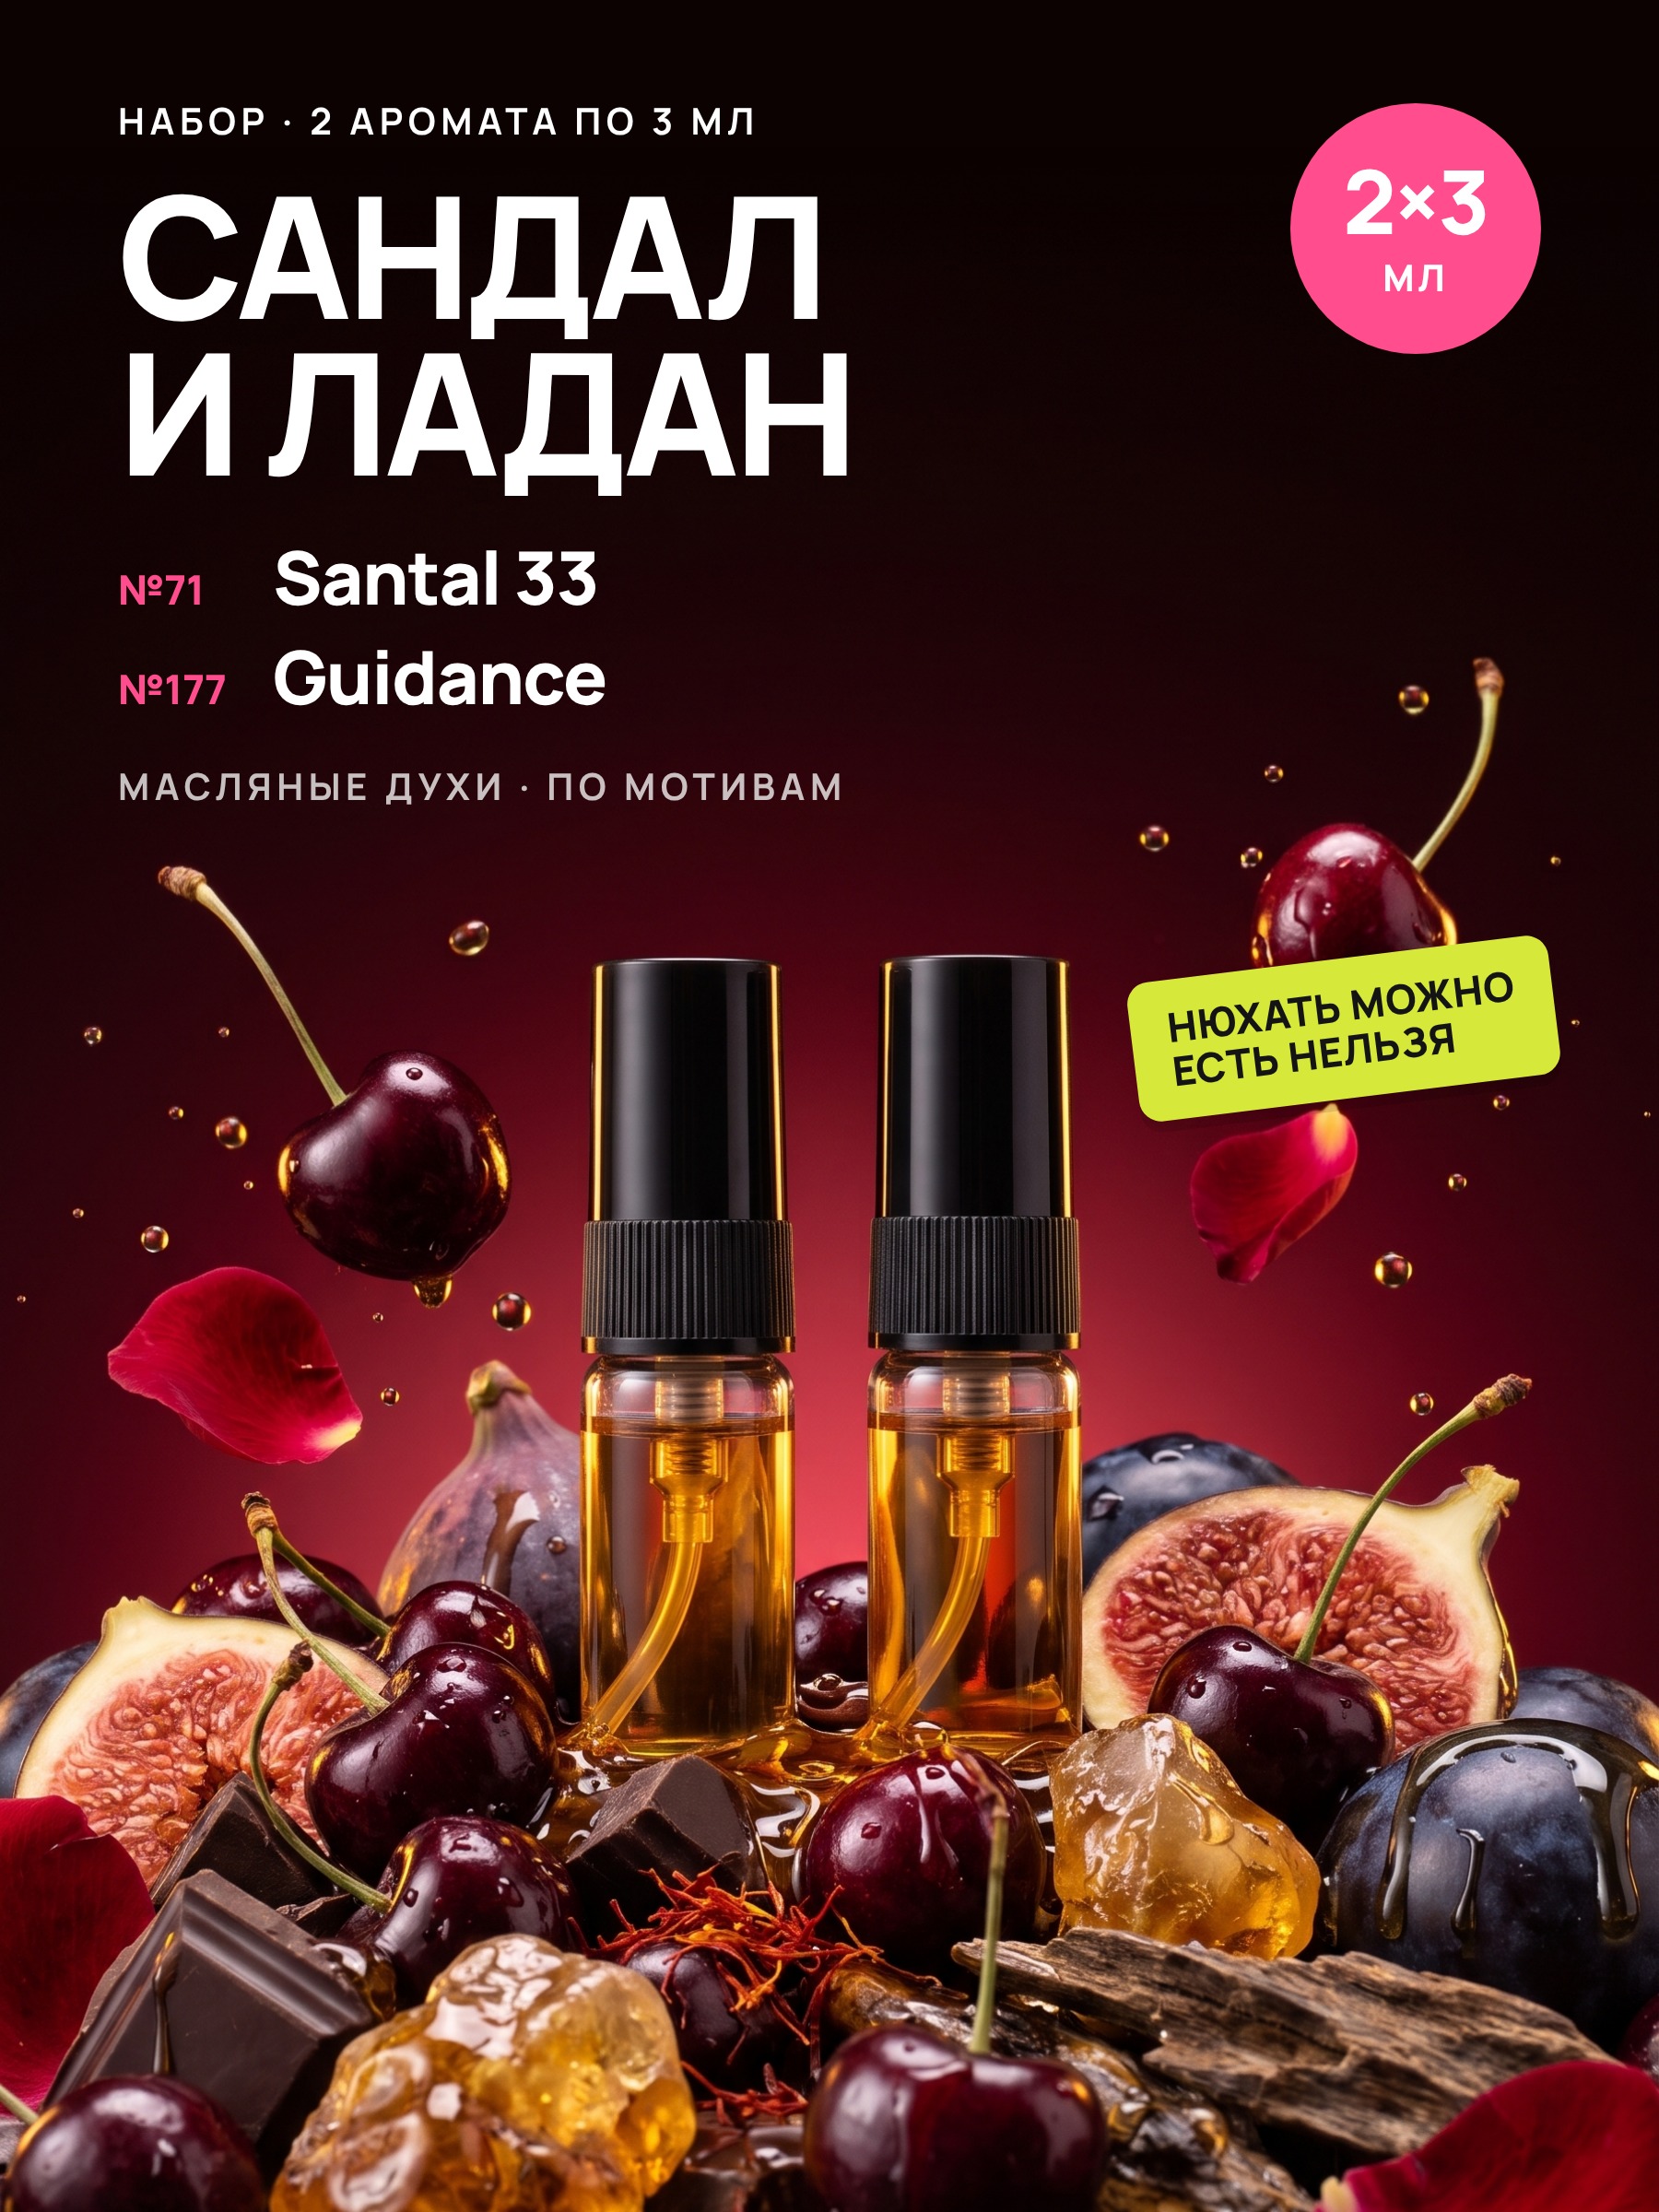 НАБОР · 2 АРОМАТА ПО 3 МЛ
САНДАЛ
И ЛАДАН
№71 Santal 33
№177 Guidance
МАСЛЯНЫЕ ДУХИ · ПО МОТИВАМ
2×3
МЛ
НЮХАТЬ МОЖНО
ЕСТЬ НЕЛЬЗЯ